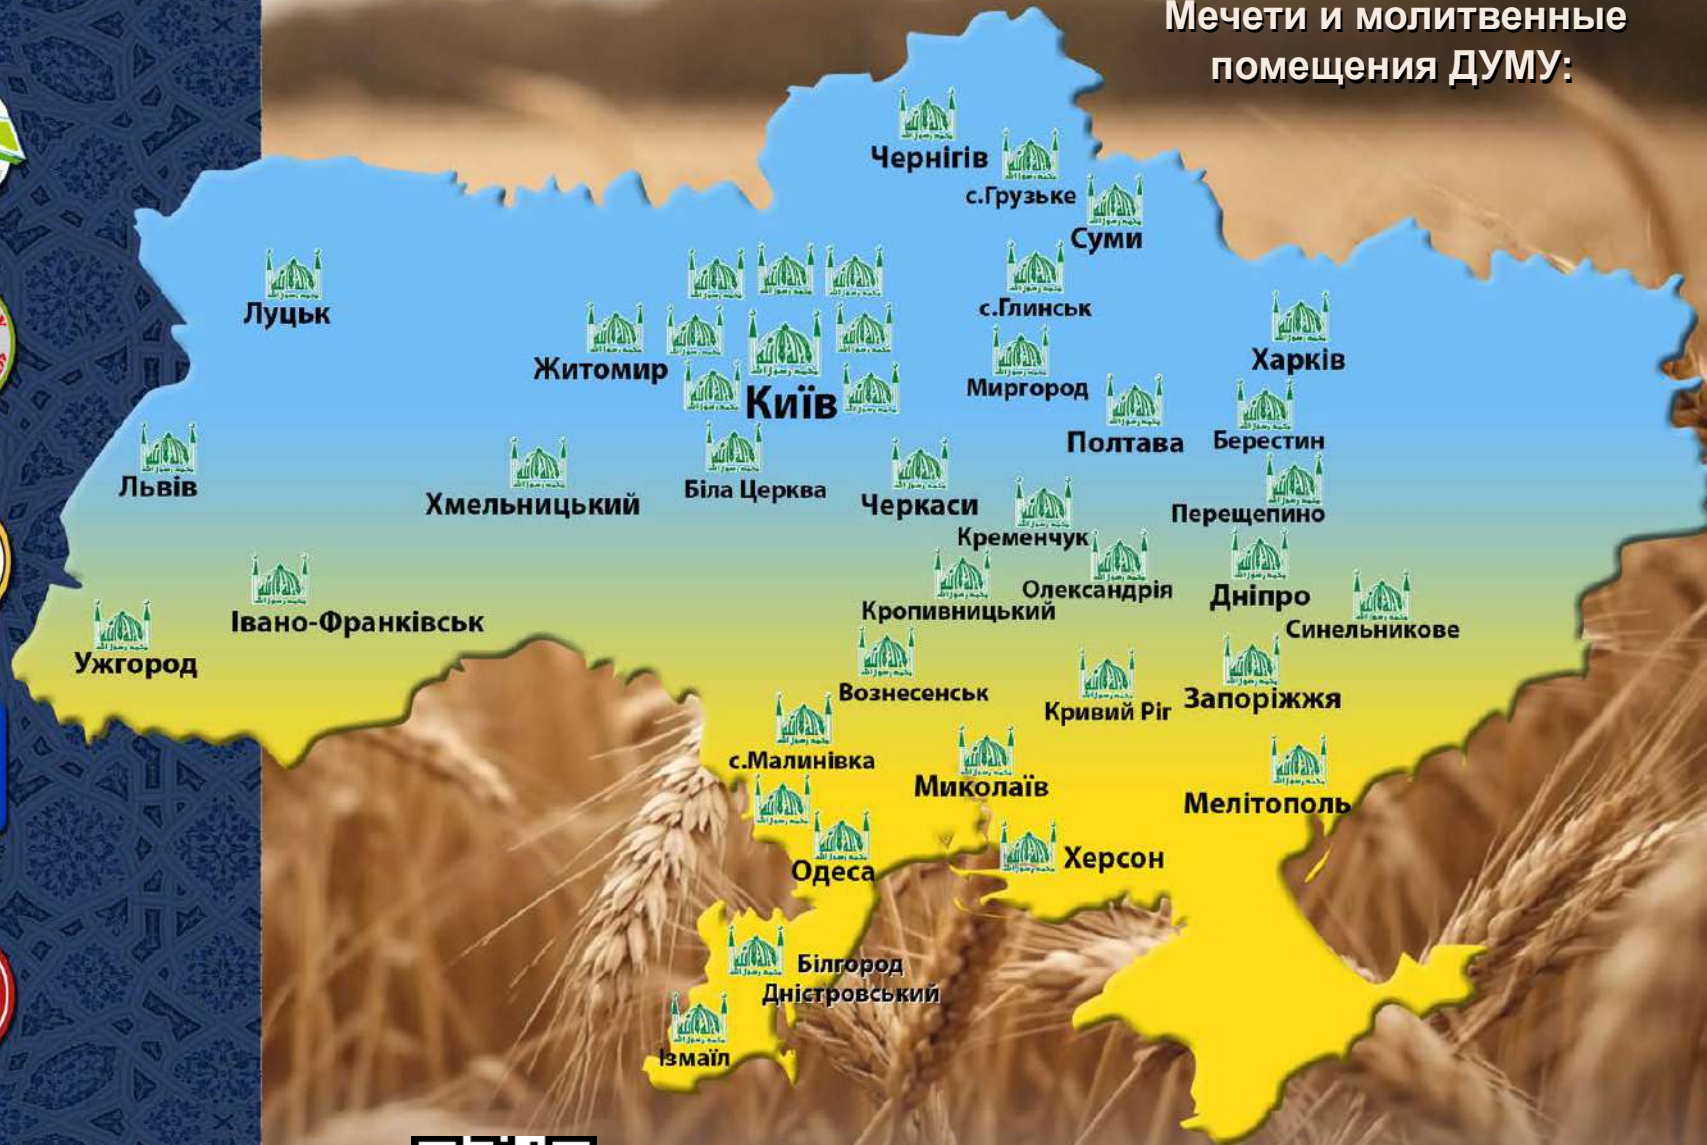 Мечети и молитвенные
помещения ДУМУ:
Чернігів
с.Грузьке
Суми
Луцьк
с.Глинськ
Житомир
Київ
Миргород
Харків
Полтава
Берестин
Львів
Хмельницький
Біла Церква
Черкаси
Кременчук
Перещепино
Олександрія
Дніпро
Кропивницький
Івано-Франківськ
Синельникове
Ужгород
Вознесенськ
Кривий Ріг
Запоріжжя
с.Малинівка
Миколаїв
Мелітополь
Одеса
Херсон
Білгород
Дністровський
Ізмаїл